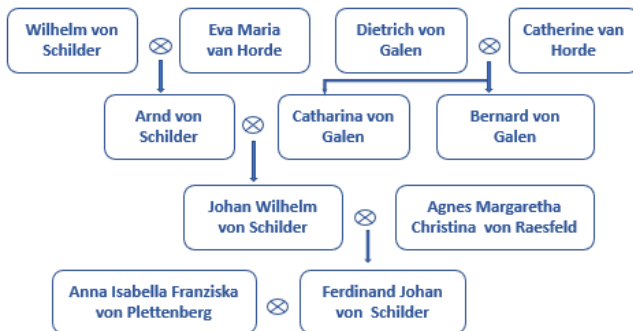 Wilhelm von
Schilder
Eva Maria
van Horde
Dietrich von
Galen
Catherine van
Horde
Arnd von
Schilder
Catharina von
Galen
Bernard von
Galen
Johan Wilhelm
von Schilder
Agnes Margaretha
Christina von Raesfeld
Anna Isabella Franziska
von Plettenberg
Ferdinand Johan
von Schilder